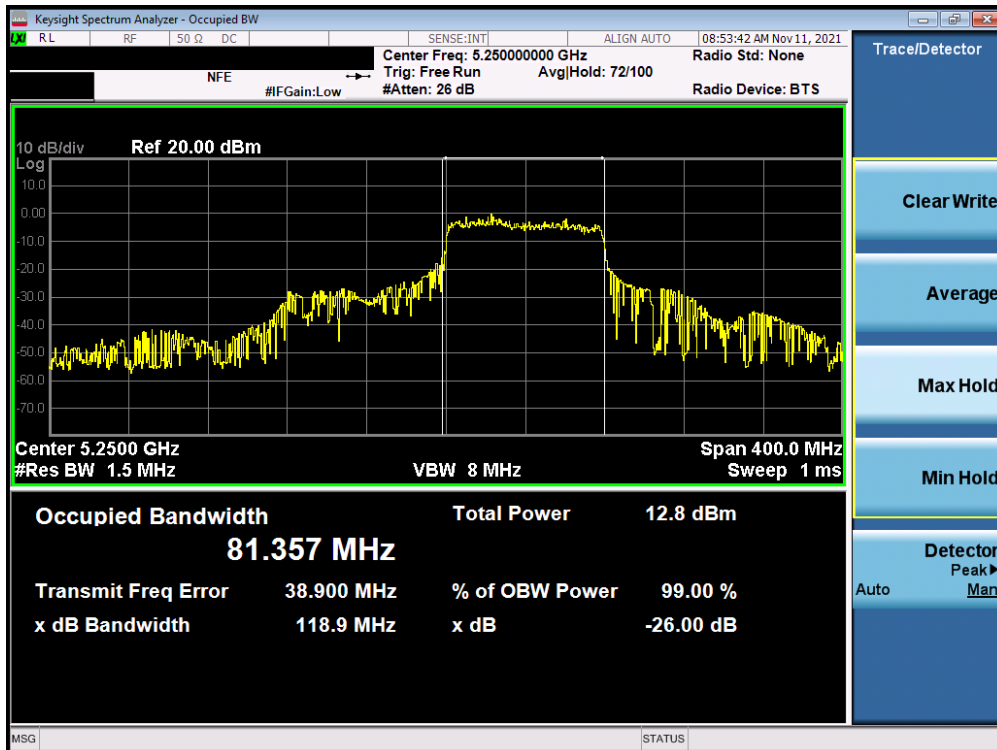 Keysight Spectrum Analyzer - Occupied BW
LXI RL RF 50 Ω DC SENSE:INT ALIGN AUTO 08:53:42 AM Nov 11, 2021
Center Freq: 5.250000000 GHz Radio Std: None
NFE Trig: Free Run Avg|Hold: 72/100
#IFGain:Low #Atten: 26 dB Radio Device: BTS
Trace/Detector
10 dB/div Ref 20.00 dBm
Log
10.0
0.00
-10.0
-20.0
-30.0
-40.0
-50.0
-60.0
-70.0
Center 5.2500 GHz Span 400.0 MHz
#Res BW 1.5 MHz VBW 8 MHz Sweep 1 ms
Occupied Bandwidth Total Power 12.8 dBm
81.357 MHz
Transmit Freq Error 38.900 MHz % of OBW Power 99.00 %
x dB Bandwidth 118.9 MHz x dB -26.00 dB
Clear Write
Average
Max Hold
Min Hold
Detector
Peak▶
Auto Man
MSG STATUS